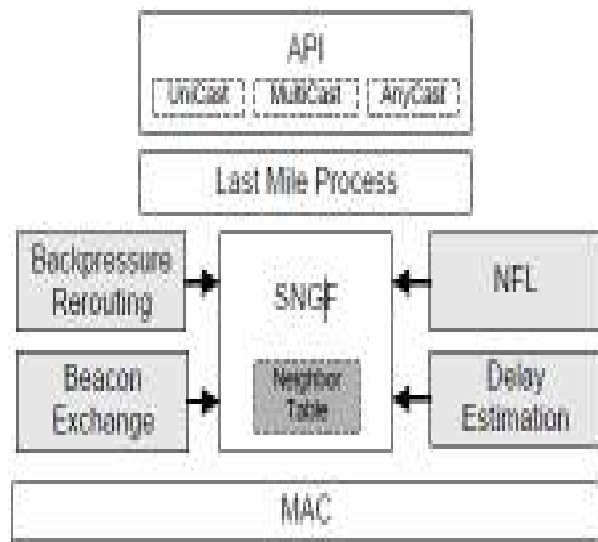 API
UniCast MultiCast AnyCast
Last Mile Process
Backpressure
Rerouting
SNGF
NFL
Beacon
Exchange
Neighbor
Table
Delay
Estimation
MAC